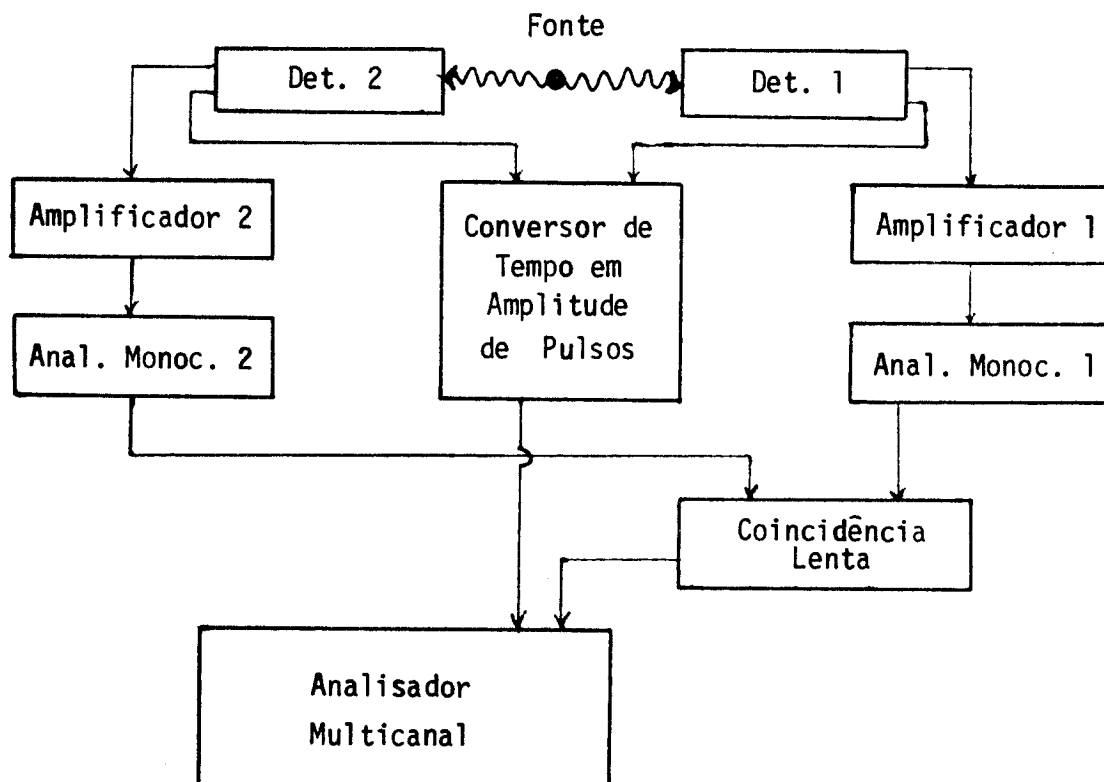 Fonte
Det. 2
Det. 1
Amplificador 2
Conversor de
Tempo em
Amplitude
de Pulsos
Amplificador 1
Anal. Monoc. 2
Anal. Monoc. 1
Coincidência
Lenta
Analisador
Multicanal